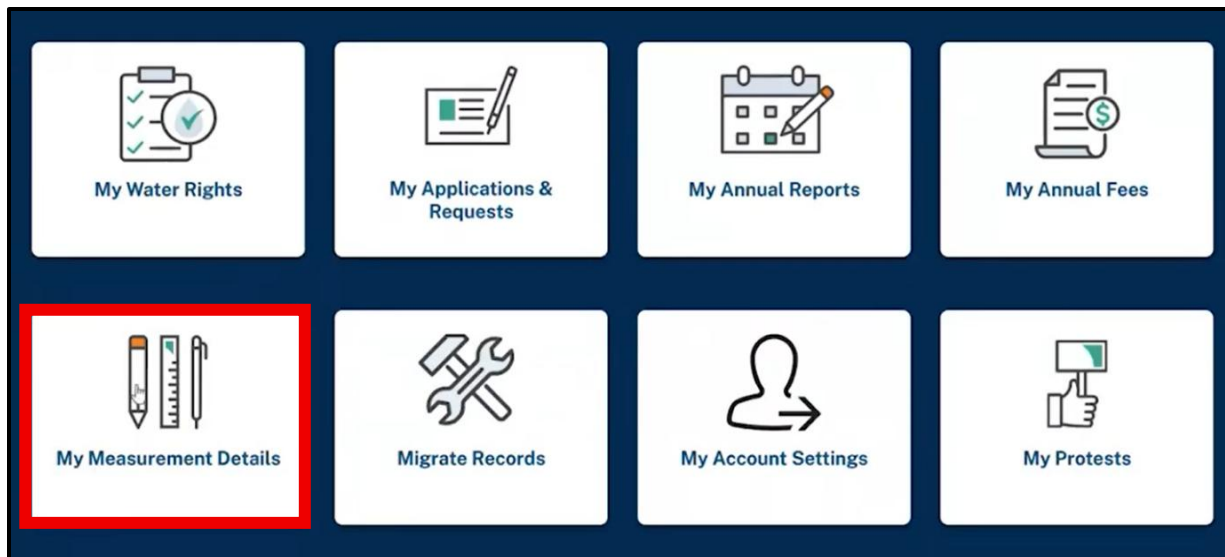 My Water Rights
My Applications &
Requests
My Annual Reports
My Annual Fees
My Measurement Details
Migrate Records
My Account Settings
My Protests